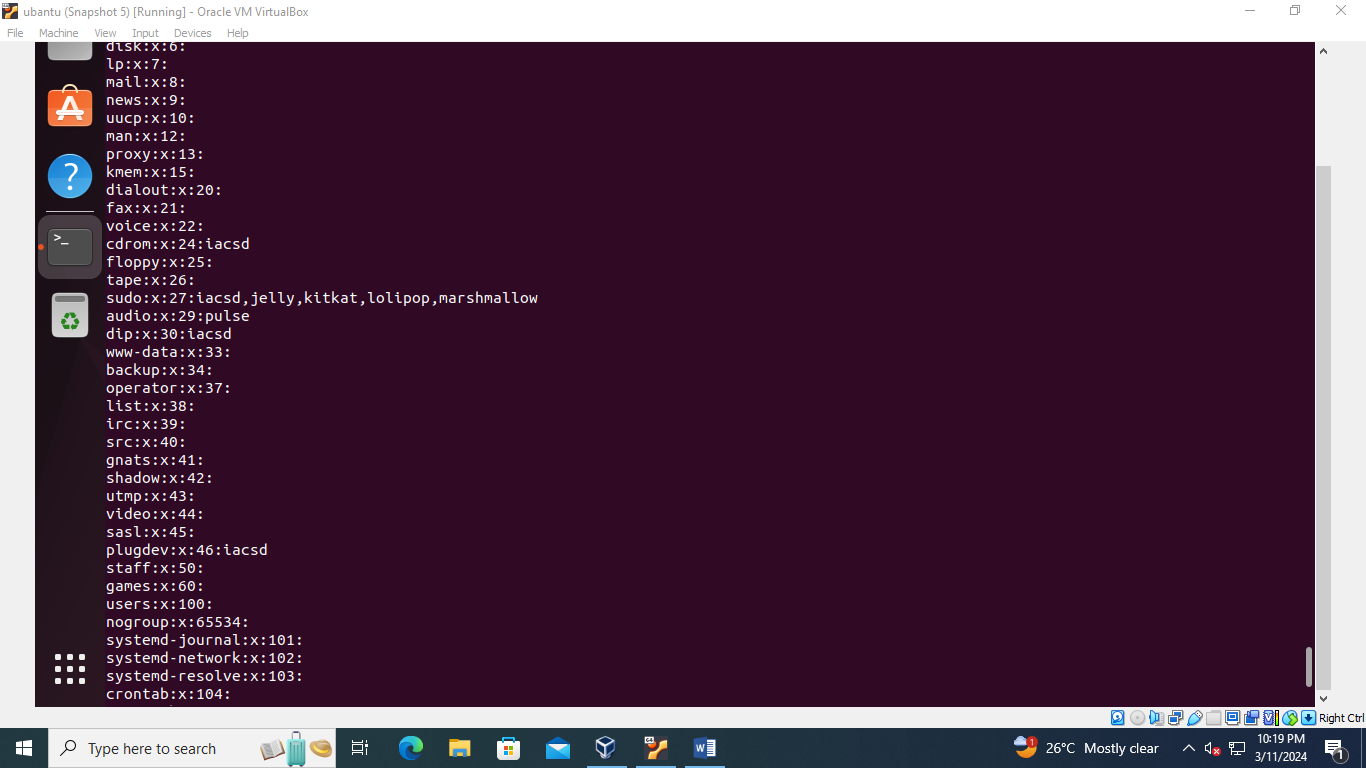 ubantu (Snapshot 5) [Running] - Oracle VM VirtualBox
File Machine View Input Devices Help
disk:x:6:
lp:x:7:
mail:x:8:
news:x:9:
uucp:x:10:
man:x:12:
proxy:x:13:
kmem:x:15:
dialout:x:20:
fax:x:21:
voice:x:22:
cdrom:x:24:iacsd
floppy:x:25:
tape:x:26:
sudo:x:27:iacsd,jelly,kitkat,lolipop,marshmallow
audio:x:29:pulse
dip:x:30:iacsd
www-data:x:33:
backup:x:34:
operator:x:37:
list:x:38:
irc:x:39:
src:x:40:
gnats:x:41:
shadow:x:42:
utmp:x:43:
video:x:44:
sasl:x:45:
plugdev:x:46:iacsd
staff:x:50:
games:x:60:
users:x:100:
nogroup:x:65534:
systemd-journal:x:101:
systemd-network:x:102:
systemd-resolve:x:103:
crontab:x:104:
Right Ctrl
Type here to search
26°C Mostly clear
10:19 PM
3/11/2024